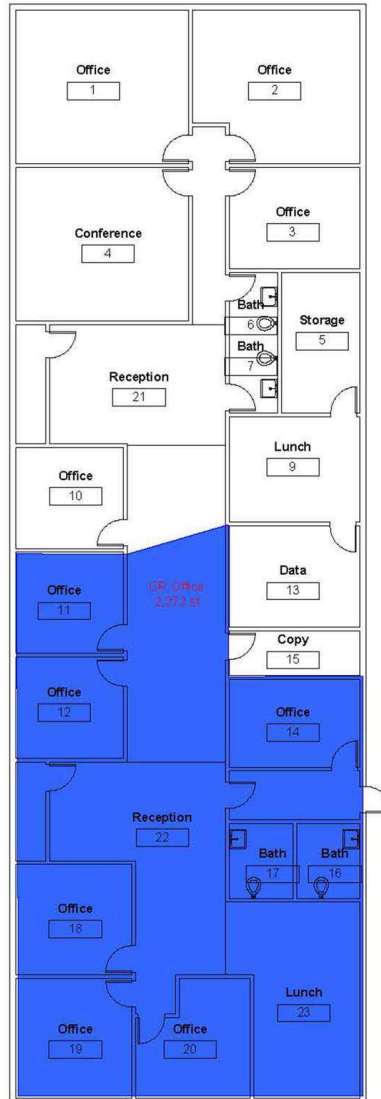 Office
1
Office
2
Conference
4
Office
3
Bath
6
Bath
7
Storage
5
Reception
21
Lunch
9
Office
10
Office
11
GR Office
2,272 sf
Data
13
Copy
15
Office
12
Office
14
Reception
22
Bath
17
Bath
16
Office
18
Lunch
23
Office
19
Office
20